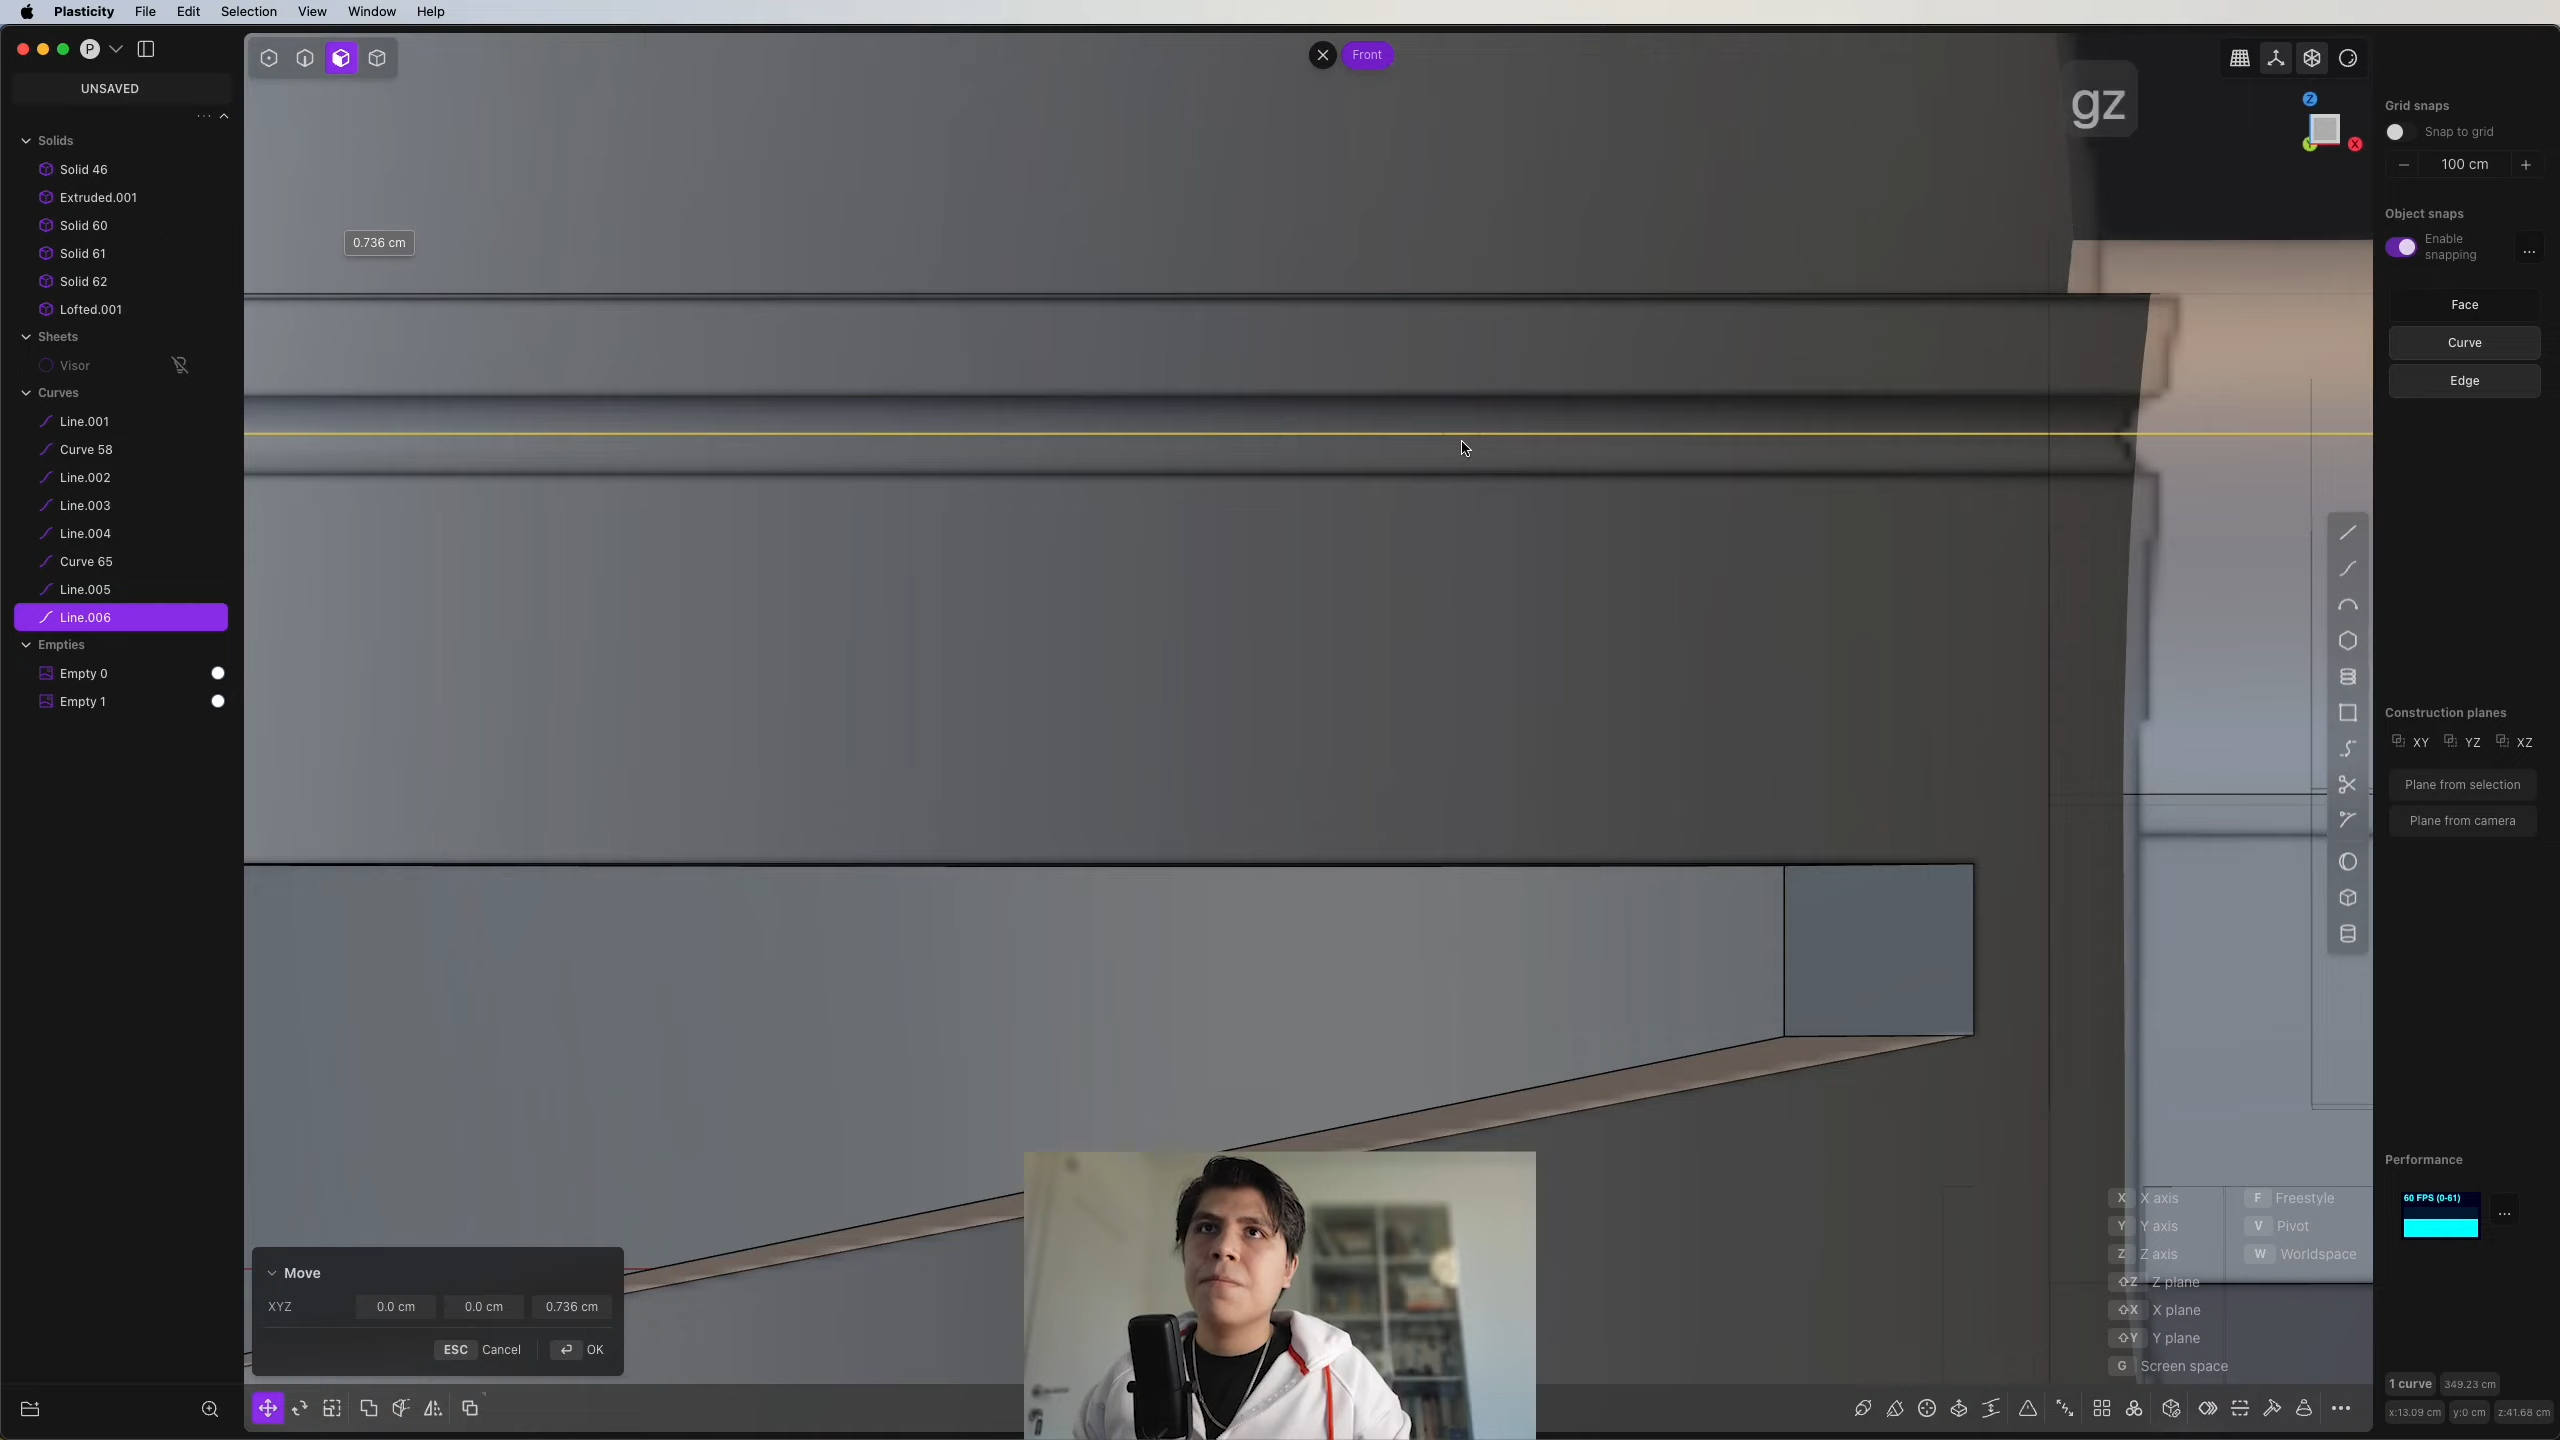 Plasticity File Edit Selection View Window Help
P
UNSAVED
Solids
Solid 46
Extruded.001
Solid 60
Solid 61
Solid 62
Lofted.001
Sheets
Visor
Curves
Line.001
Curve 58
Line.002
Line.003
Line.004
Curve 65
Line.005
Line.006
Empties
Empty 0
Empty 1
Front
gz
0.736 cm
Z
Y
X
Grid snaps
Snap to grid
− 100 cm +
Object snaps
Enable
snapping
...
Face
Curve
Edge
Construction planes
XY YZ XZ
Plane from selection
Plane from camera
Performance
60 FPS (0-61)
...
X X axis F Freestyle
Y Y axis V Pivot
Z Z axis W Worldspace
⇧Z Z plane
⇧X X plane
⇧Y Y plane
G Screen space
Move
XYZ 0.0 cm 0.0 cm 0.736 cm
ESC Cancel OK
1 curve 349.23 cm
x:13.09 cm y:0 cm z:41.68 cm